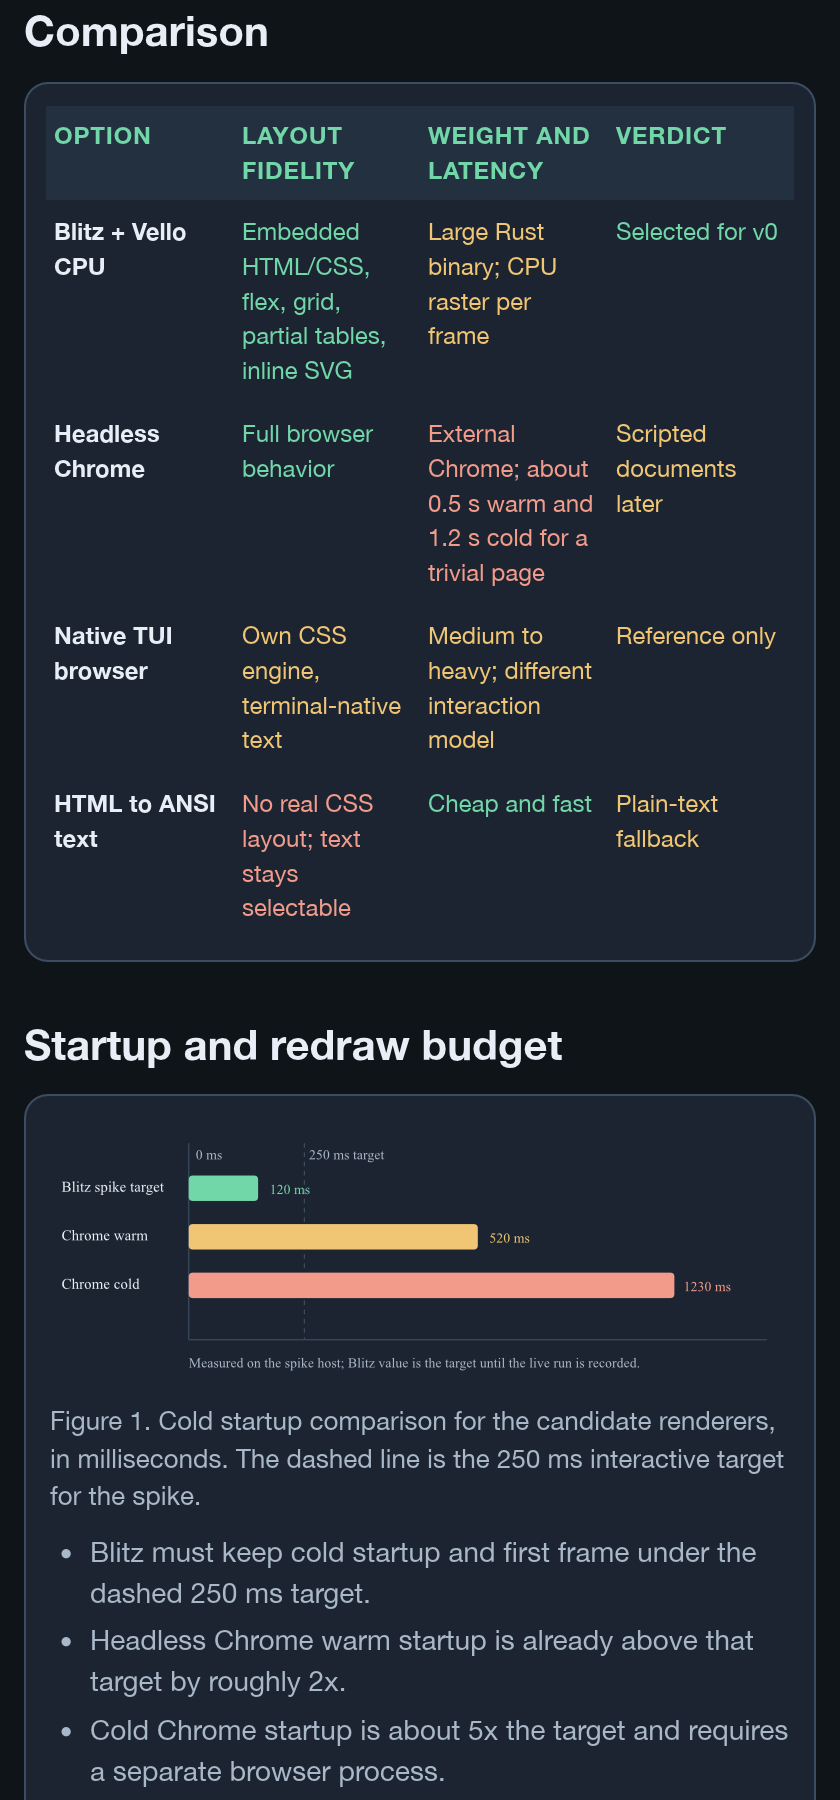 Comparison
OPTION
LAYOUT
FIDELITY
WEIGHT AND
LATENCY
VERDICT
Blitz + Vello
CPU
Embedded
HTML/CSS,
flex, grid,
partial tables,
inline SVG
Large Rust
binary; CPU
raster per
frame
Selected for v0
Headless
Chrome
Full browser
behavior
External
Chrome; about
0.5 s warm and
1.2 s cold for a
trivial page
Scripted
documents
later
Native TUI
browser
Own CSS
engine,
terminal-native
text
Medium to
heavy; different
interaction
model
Reference only
HTML to ANSI
text
No real CSS
layout; text
stays
selectable
Cheap and fast
Plain-text
fallback
Startup and redraw budget
0 ms
250 ms target
Blitz spike target
120 ms
Chrome warm
520 ms
Chrome cold
1230 ms
Measured on the spike host; Blitz value is the target until the live run is recorded.
Figure 1. Cold startup comparison for the candidate renderers,
in milliseconds. The dashed line is the 250 ms interactive target
for the spike.
• Blitz must keep cold startup and first frame under the
dashed 250 ms target.
• Headless Chrome warm startup is already above that
target by roughly 2x.
• Cold Chrome startup is about 5x the target and requires
a separate browser process.